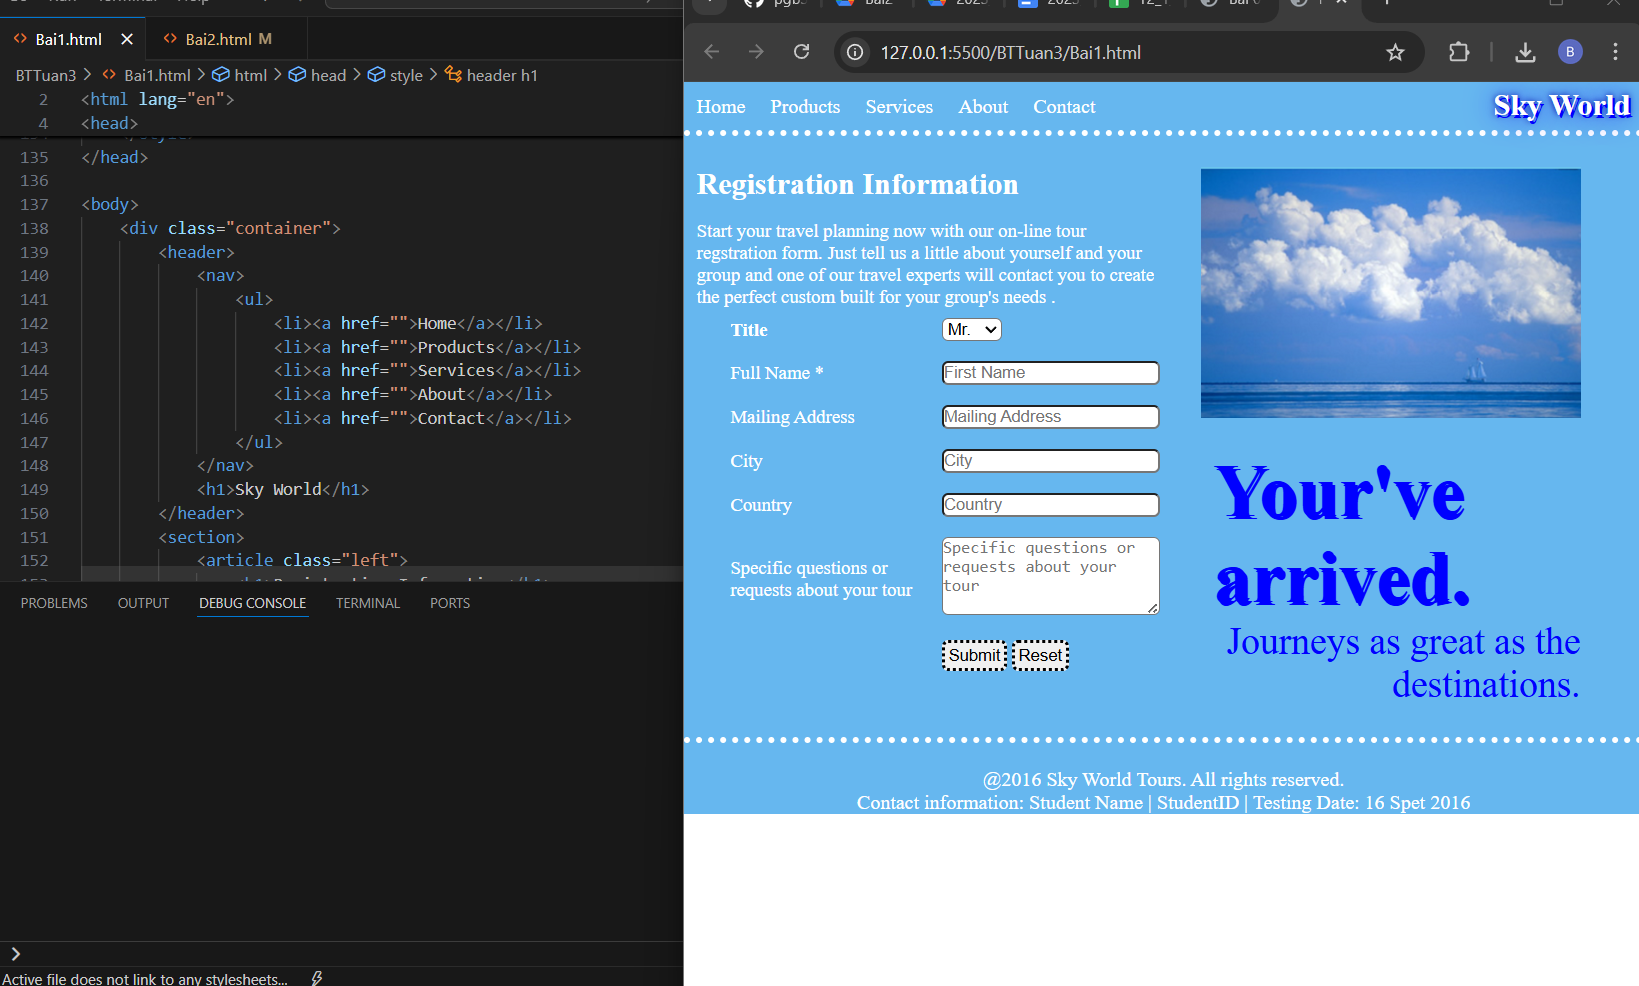 Run Terminal Help
Bai1.html
Bai2.html M
BTTuan3 > Bai1.html > html > head > style > header h1
2 <html lang="en">
4 <head>
135 </head>
136
137 <body>
138 <div class="container">
139 <header>
140 <nav>
141 <ul>
142 <li><a href="">Home</a></li>
143 <li><a href="">Products</a></li>
144 <li><a href="">Services</a></li>
145 <li><a href="">About</a></li>
146 <li><a href="">Contact</a></li>
147 </ul>
148 </nav>
149 <h1>Sky World</h1>
150 </header>
151 <section>
152 <article class="left">
PROBLEMS OUTPUT DEBUG CONSOLE TERMINAL PORTS
Active file does not link to any stylesheets...
127.0.0.1:5500/BTTuan3/Bai1.html
B
Home Products Services About Contact
Sky World
Registration Information
Start your travel planning now with our on-line tour
regstration form. Just tell us a little about yourself and your
group and one of our travel experts will contact you to create
the perfect custom built for your group's needs .
Title Mr.
Full Name * First Name
Mailing Address Mailing Address
City City
Country Country
Specific questions or
requests about your tour
Specific questions or
requests about your
tour
Submit Reset
Your've
arrived.
Journeys as great as the
destinations.
@2016 Sky World Tours. All rights reserved.
Contact information: Student Name | StudentID | Testing Date: 16 Spet 2016